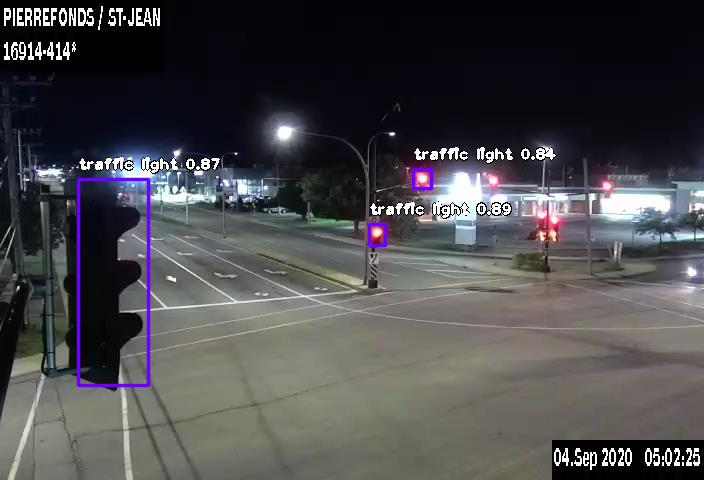 PIERREFONDS / ST-JEAN
16914-414*
traffic light 0.87
traffic light 0.84
traffic light 0.89
04.Sep 2020 05:02:25